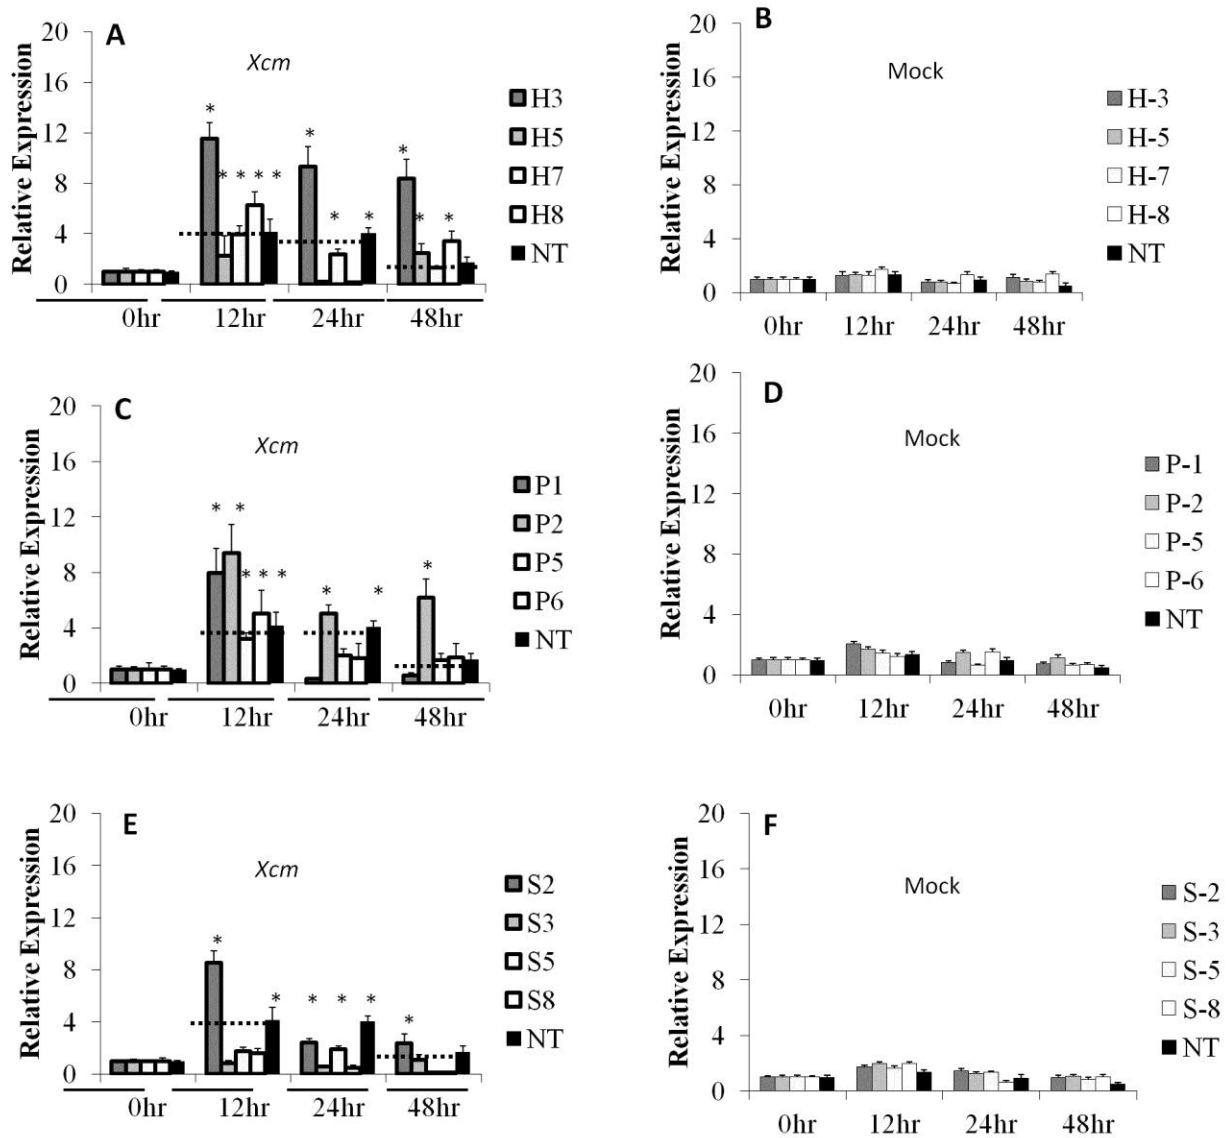 A
Xcm
Relative Expression
20
16
12
8
4
0
* * *
* * * * *
* * * *
0hr 12hr 24hr 48hr
H3
H5
H7
H8
NT
B
Mock
Relative Expression
20
16
12
8
4
0
0hr 12hr 24hr 48hr
H-3
H-5
H-7
H-8
NT
C
Xcm
Relative Expression
20
16
12
8
4
0
* * *
* * * * *
0hr 12hr 24hr 48hr
P1
P2
P5
P6
NT
D
Mock
Relative Expression
20
16
12
8
4
0
0hr 12hr 24hr 48hr
P-1
P-2
P-5
P-6
NT
E
Xcm
Relative Expression
20
16
12
8
4
0
*
* * * * *
0hr 12hr 24hr 48hr
S2
S3
S5
S8
NT
F
Mock
Relative Expression
20
16
12
8
4
0
0hr 12hr 24hr 48hr
S-2
S-3
S-5
S-8
NT